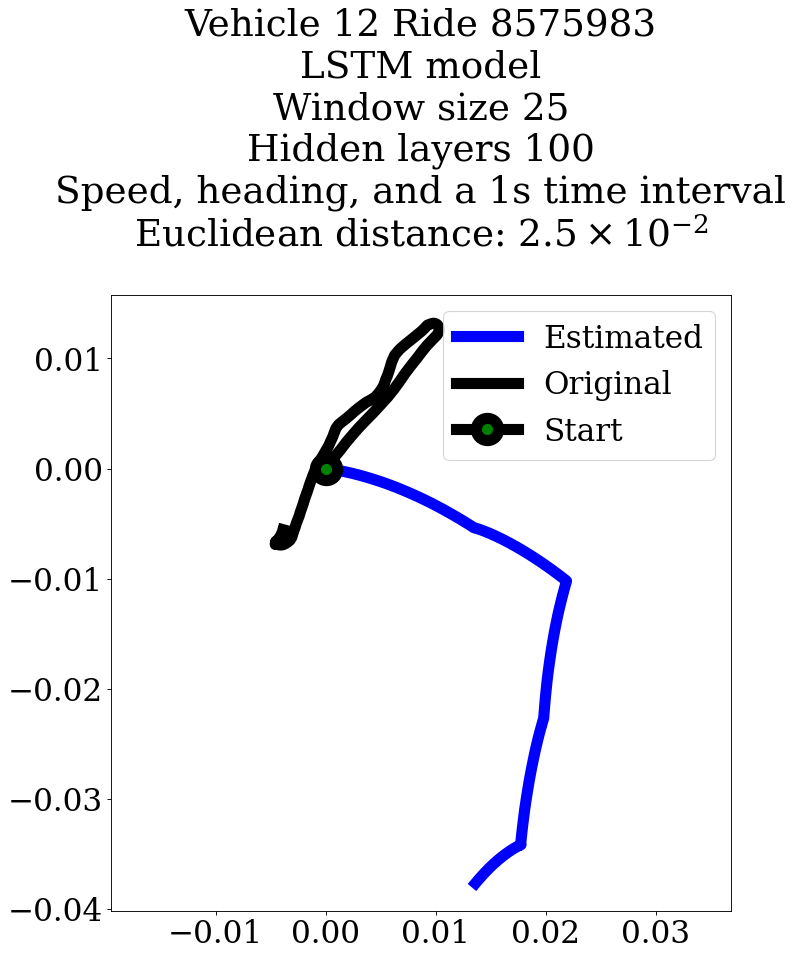 Vehicle 12 Ride 8575983
LSTM model
Window size 25
Hidden layers 100
Speed, heading, and a 1s time interval
Euclidean distance: 2.5 × 10⁻²
Estimated
Original
Start
0.01
0.00
−0.01
−0.02
−0.03
−0.04
−0.01 0.00 0.01 0.02 0.03